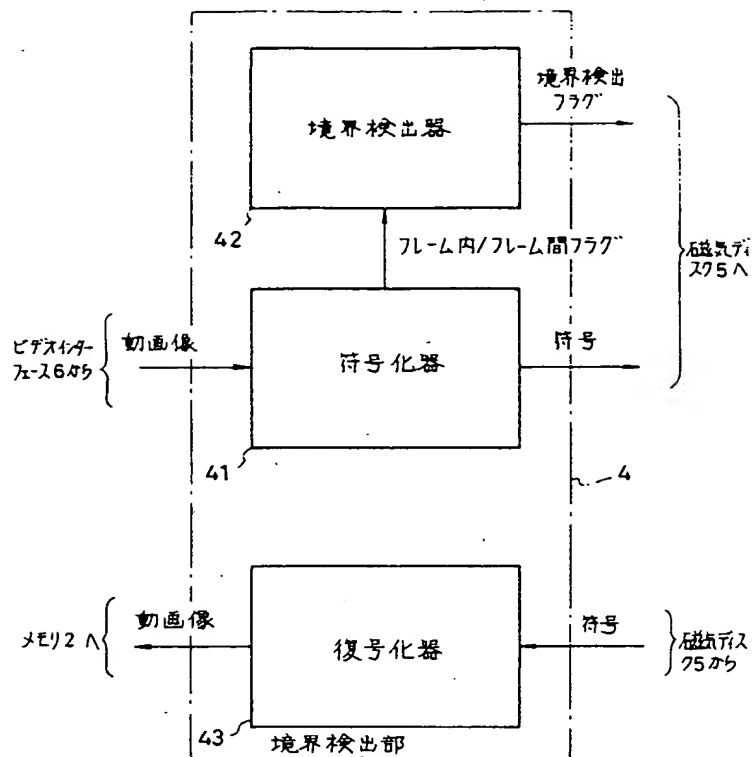 境界検出
フラグ
境界検出器
42
フレーム内/フレーム間フラグ
磁気ディ
スク5へ
ビデオインター
フェース6から
動画像
符号化器
符号
41
4
メモリ2へ
動画像
復号化器
符号
磁気ディス
ク5から
43
境界検出部